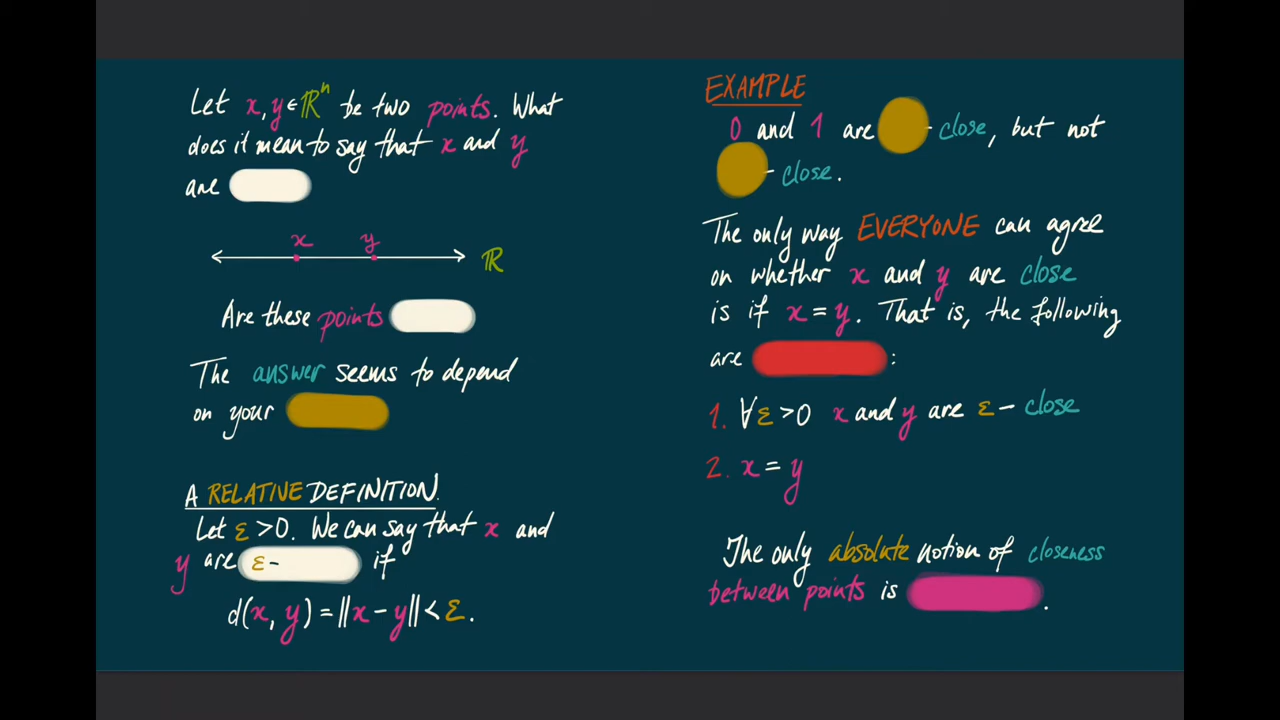 Let x, y ∈ ℝⁿ be two points. What
does it mean to say that x and y
are
x y
ℝ
Are these points
The answer seems to depend
on your
A RELATIVE DEFINITION.
Let ε > 0. We can say that x and
y are ε- if
d(x, y) = ||x - y|| < ε.
EXAMPLE
0 and 1 are - close, but not
- close.
The only way EVERYONE can agree
on whether x and y are close
is if x = y. That is, the following
are :
1. ∀ε > 0 x and y are ε - close
2. x = y
The only absolute notion of closeness
between points is .